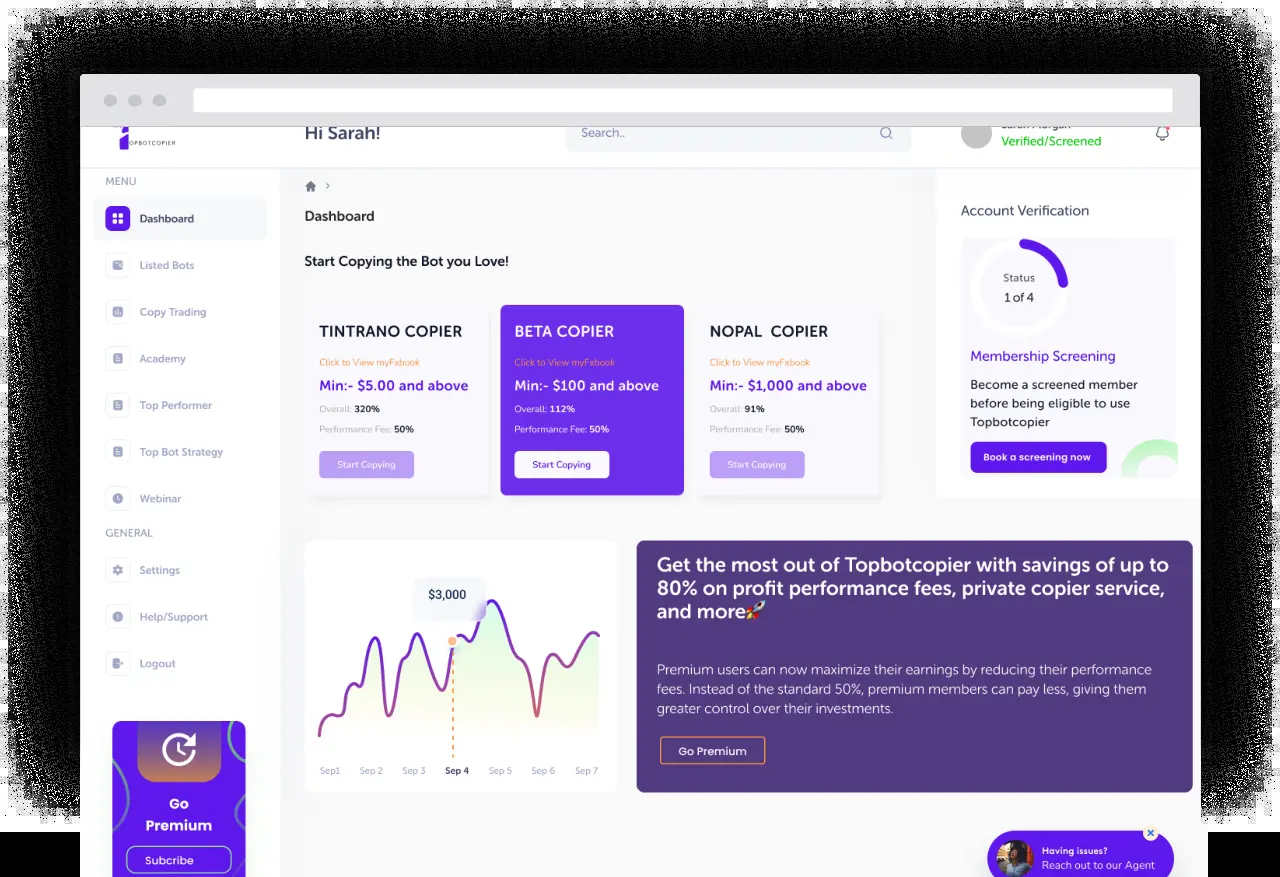 Hi Sarah!
Search..
Sarah Morgan
Verified/Screened
OPBOTCOPIER
MENU
Dashboard
Listed Bots
Copy Trading
Academy
Top Performer
Top Bot Strategy
Webinar
GENERAL
Settings
Help/Support
Logout
Go
Premium
Subcribe
Dashboard
Start Copying the Bot you Love!
TINTRANO COPIER
Click to View myFxbook
Min:- $5.00 and above
Overall: 320%
Performance Fee: 50%
Start Copying
BETA COPIER
Click to View myFxbook
Min:- $100 and above
Overall: 112%
Performance Fee: 50%
Start Copying
NOPAL COPIER
Click to View myFxbook
Min:- $1,000 and above
Overall: 91%
Performance Fee: 50%
Start Copying
Account Verification
Status
1 of 4
Membership Screening
Become a screened member
before being eligible to use
Topbotcopier
Book a screening now
$3,000
Sep1 Sep 2 Sep 3 Sep 4 Sep 5 Sep 6 Sep 7
Get the most out of Topbotcopier with savings of up to
80% on profit performance fees, private copier service,
and more🚀
Premium users can now maximize their earnings by reducing their performance
fees. Instead of the standard 50%, premium members can pay less, giving them
greater control over their investments.
Go Premium
Having issues?
Reach out to our Agent